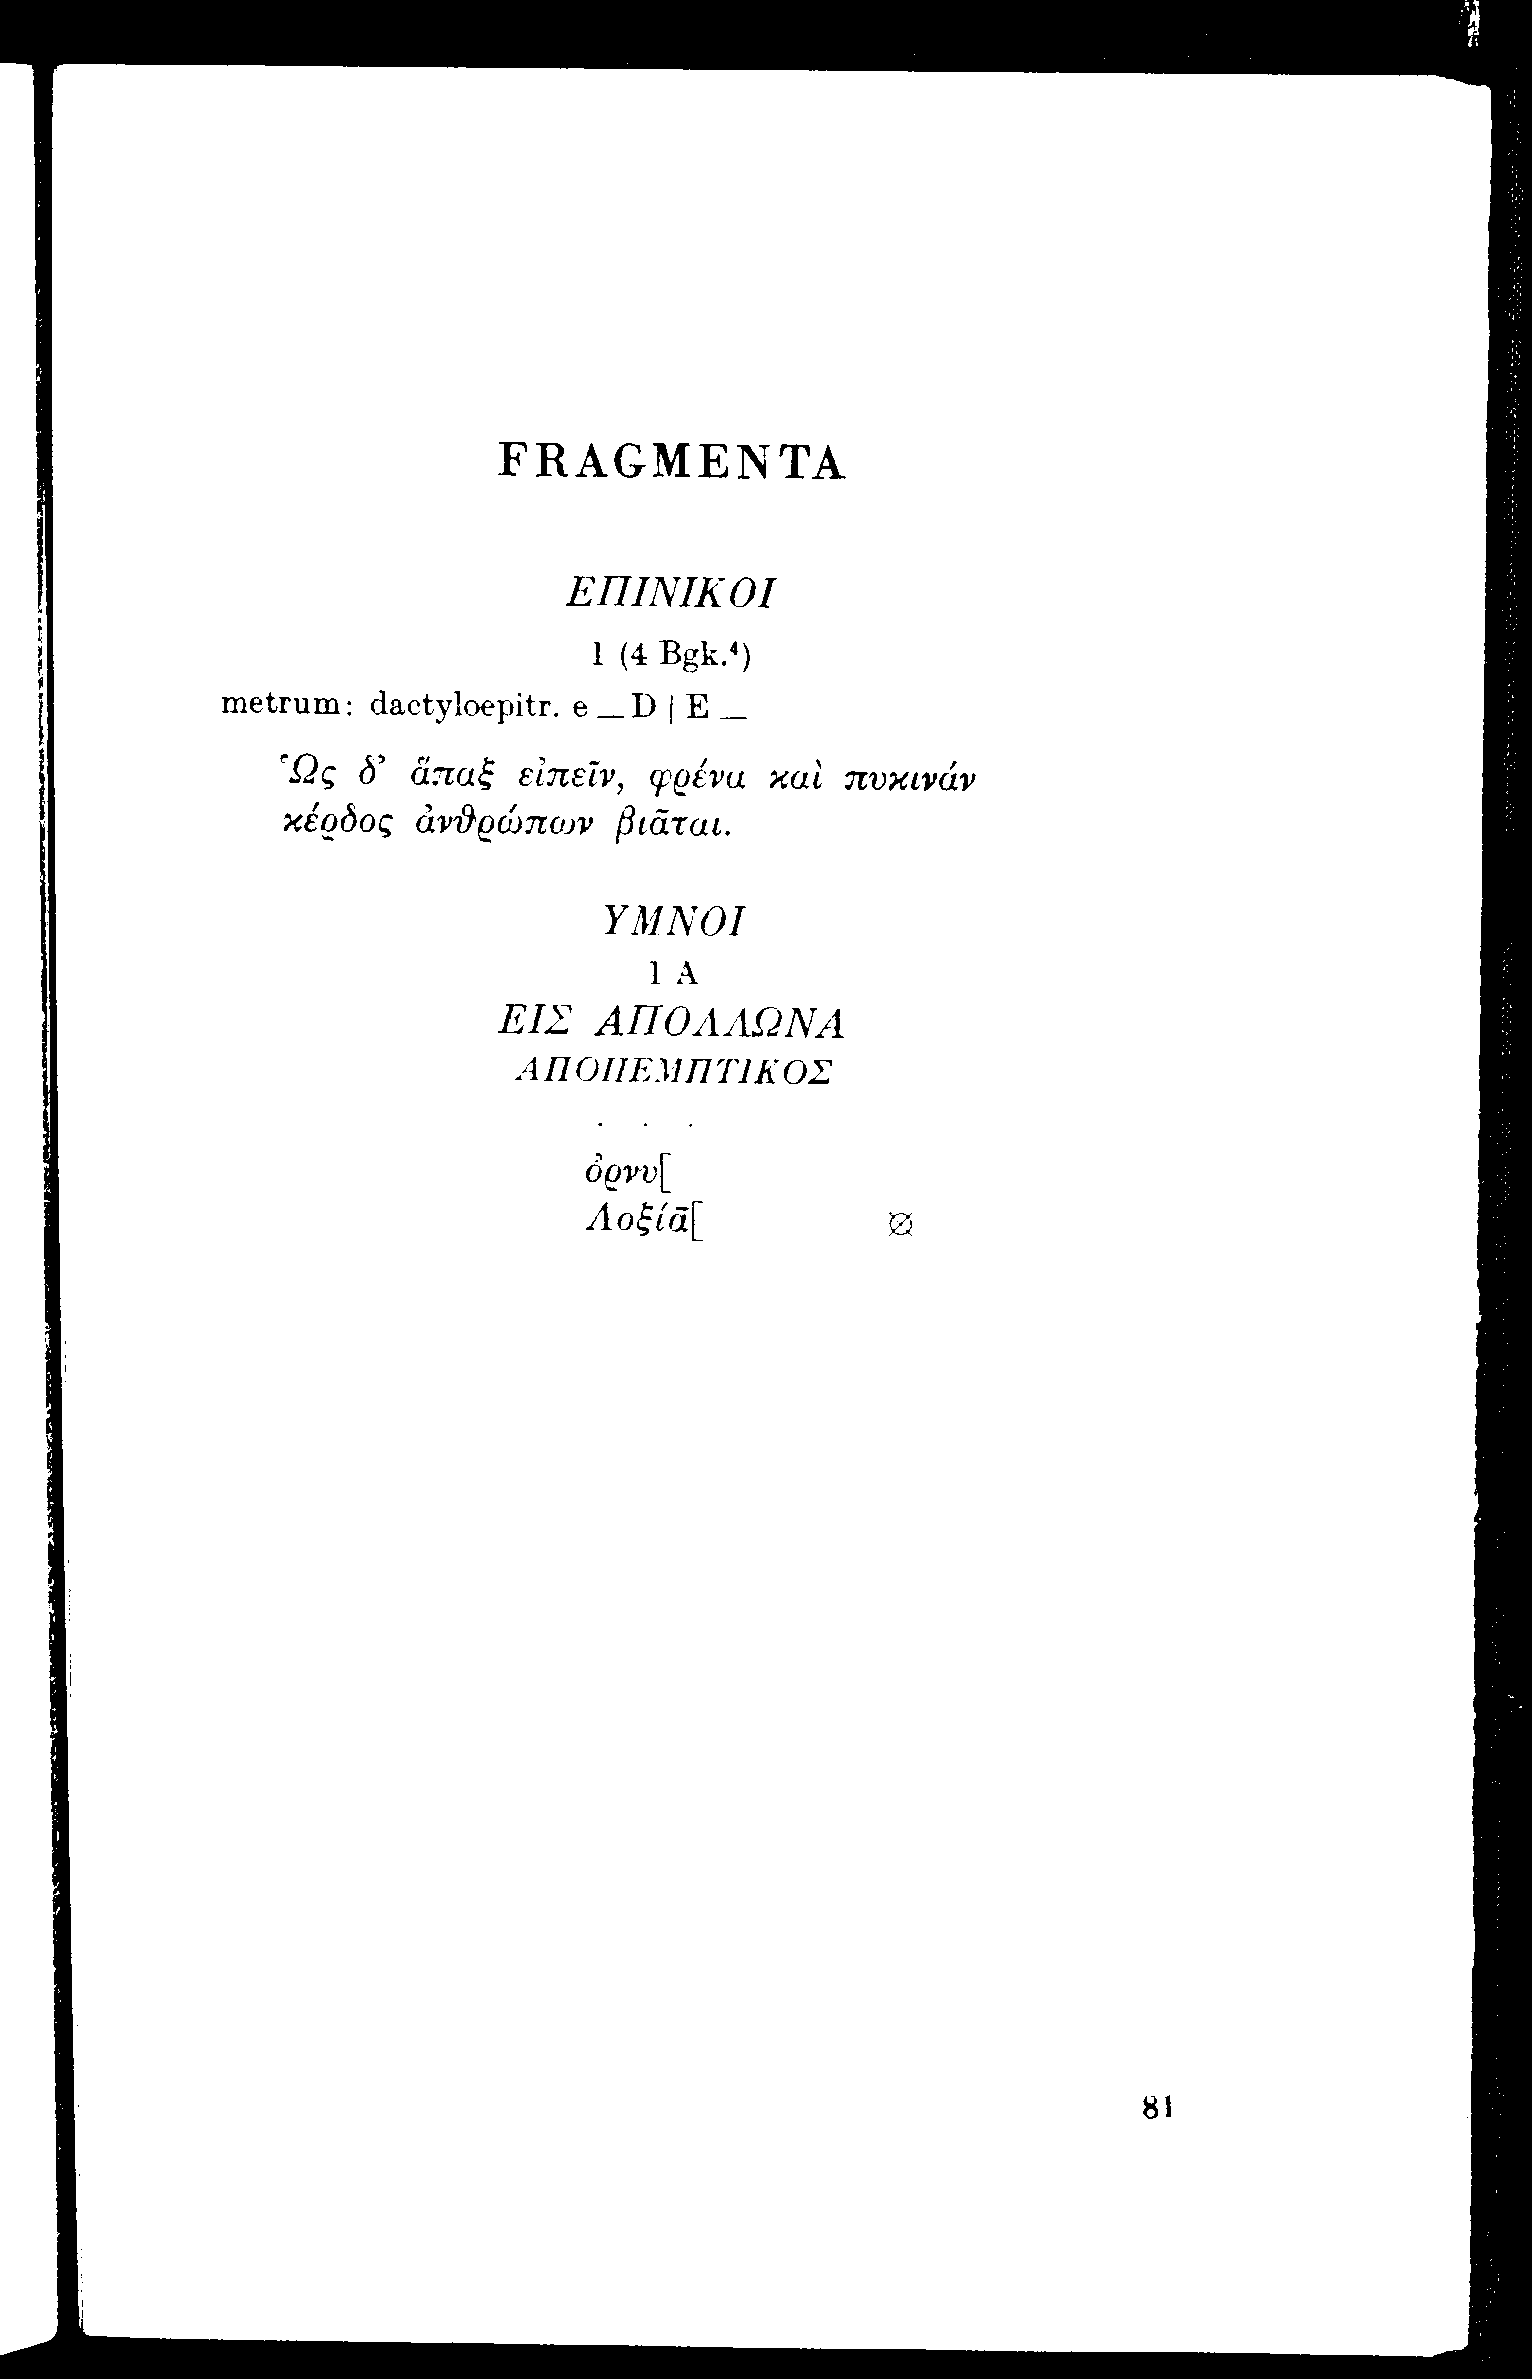 FRAGMENTA
ΕΠΙΝΙΚΟΙ
1 (4 Bgk.⁴)
metrum: dactyloepitr. e _ D | E _
Ὡς δ’ ἅπαξ εἰπεῖν, φρένα καὶ πυκινάν
κέρδος ἀνθρώπων βιᾶται.
ΥΜΝΟΙ
1 A
ΕΙΣ ΑΠΟΛΛΩΝΑ
ΑΠΟΠΕΜΠΤΙΚΟΣ
. . .
ὀρνυ[
Λοξίᾱ[ ⊗
81